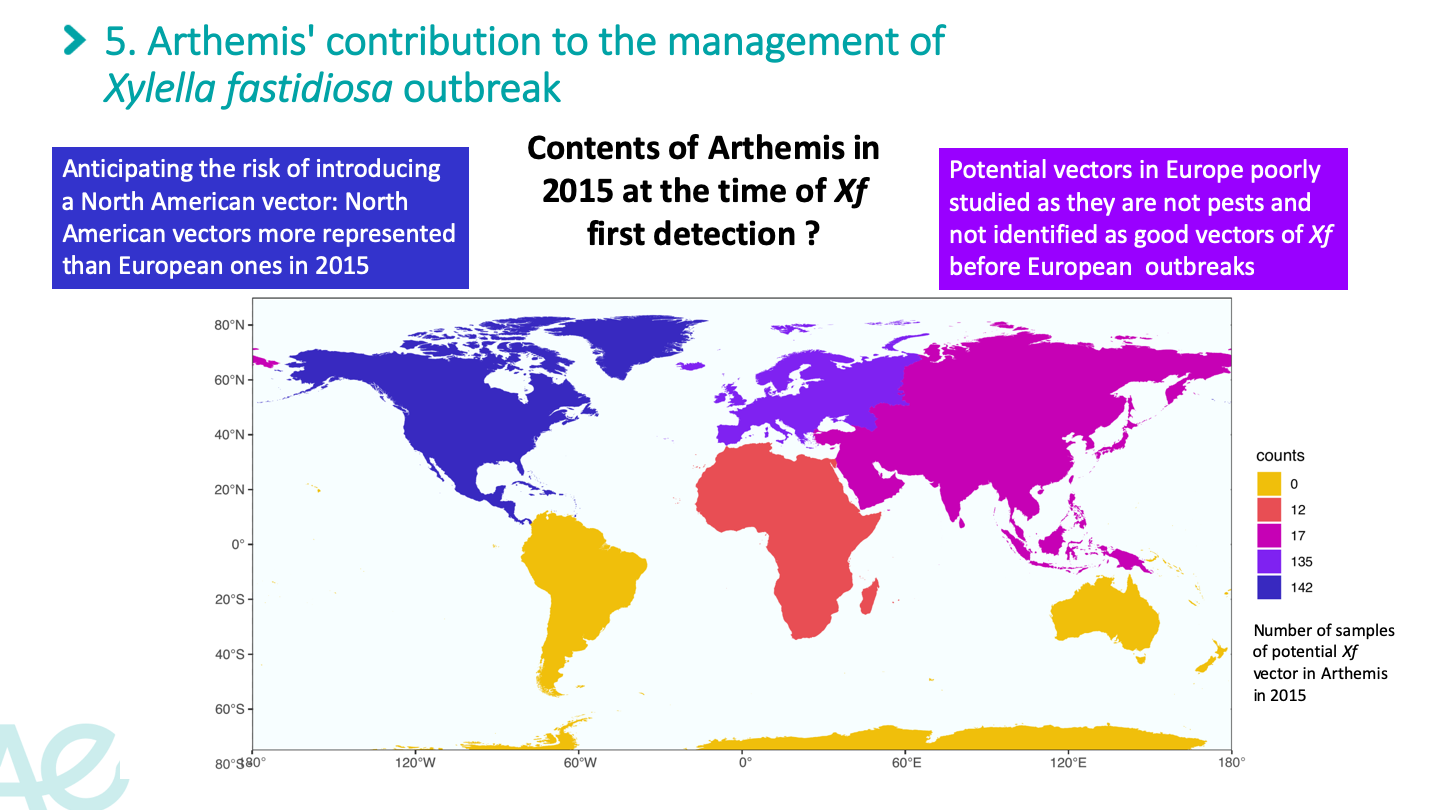 5. Arthemis' contribution to the management of
Xylella fastidiosa outbreak
Anticipating the risk of introducing
a North American vector: North
American vectors more represented
than European ones in 2015
Contents of Arthemis in
2015 at the time of Xf
first detection ?
Potential vectors in Europe poorly
studied as they are not pests and
not identified as good vectors of Xf
before European  outbreaks
80°N
60°N
40°N
20°N
0°
20°S
40°S
60°S
80°S
180°
120°W
60°W
0°
60°E
120°E
180°
counts
0
12
17
135
142
Number of samples
of potential Xf
vector in Arthemis
in 2015
AE